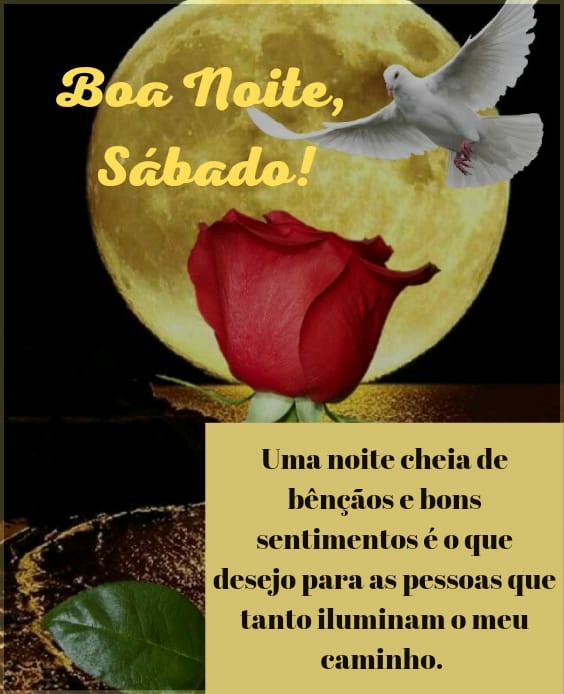 Boa Noite,
Sábado!
Uma noite cheia de
bênçãos e bons
sentimentos é o que
desejo para as pessoas que
tanto iluminam o meu
caminho.